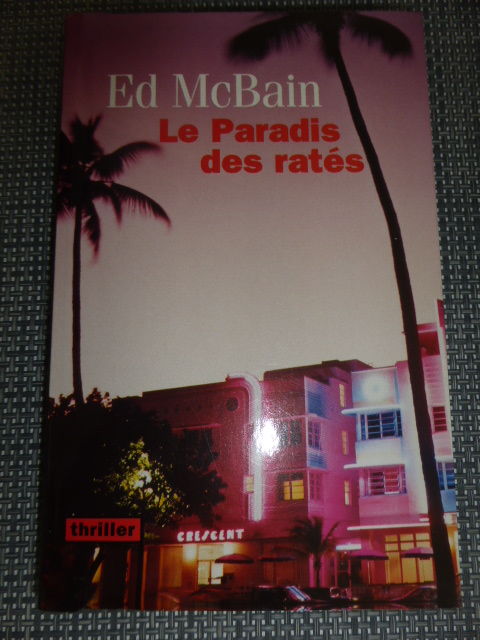 Ed McBain
Le Paradis
des ratés
thriller
CRESCENT